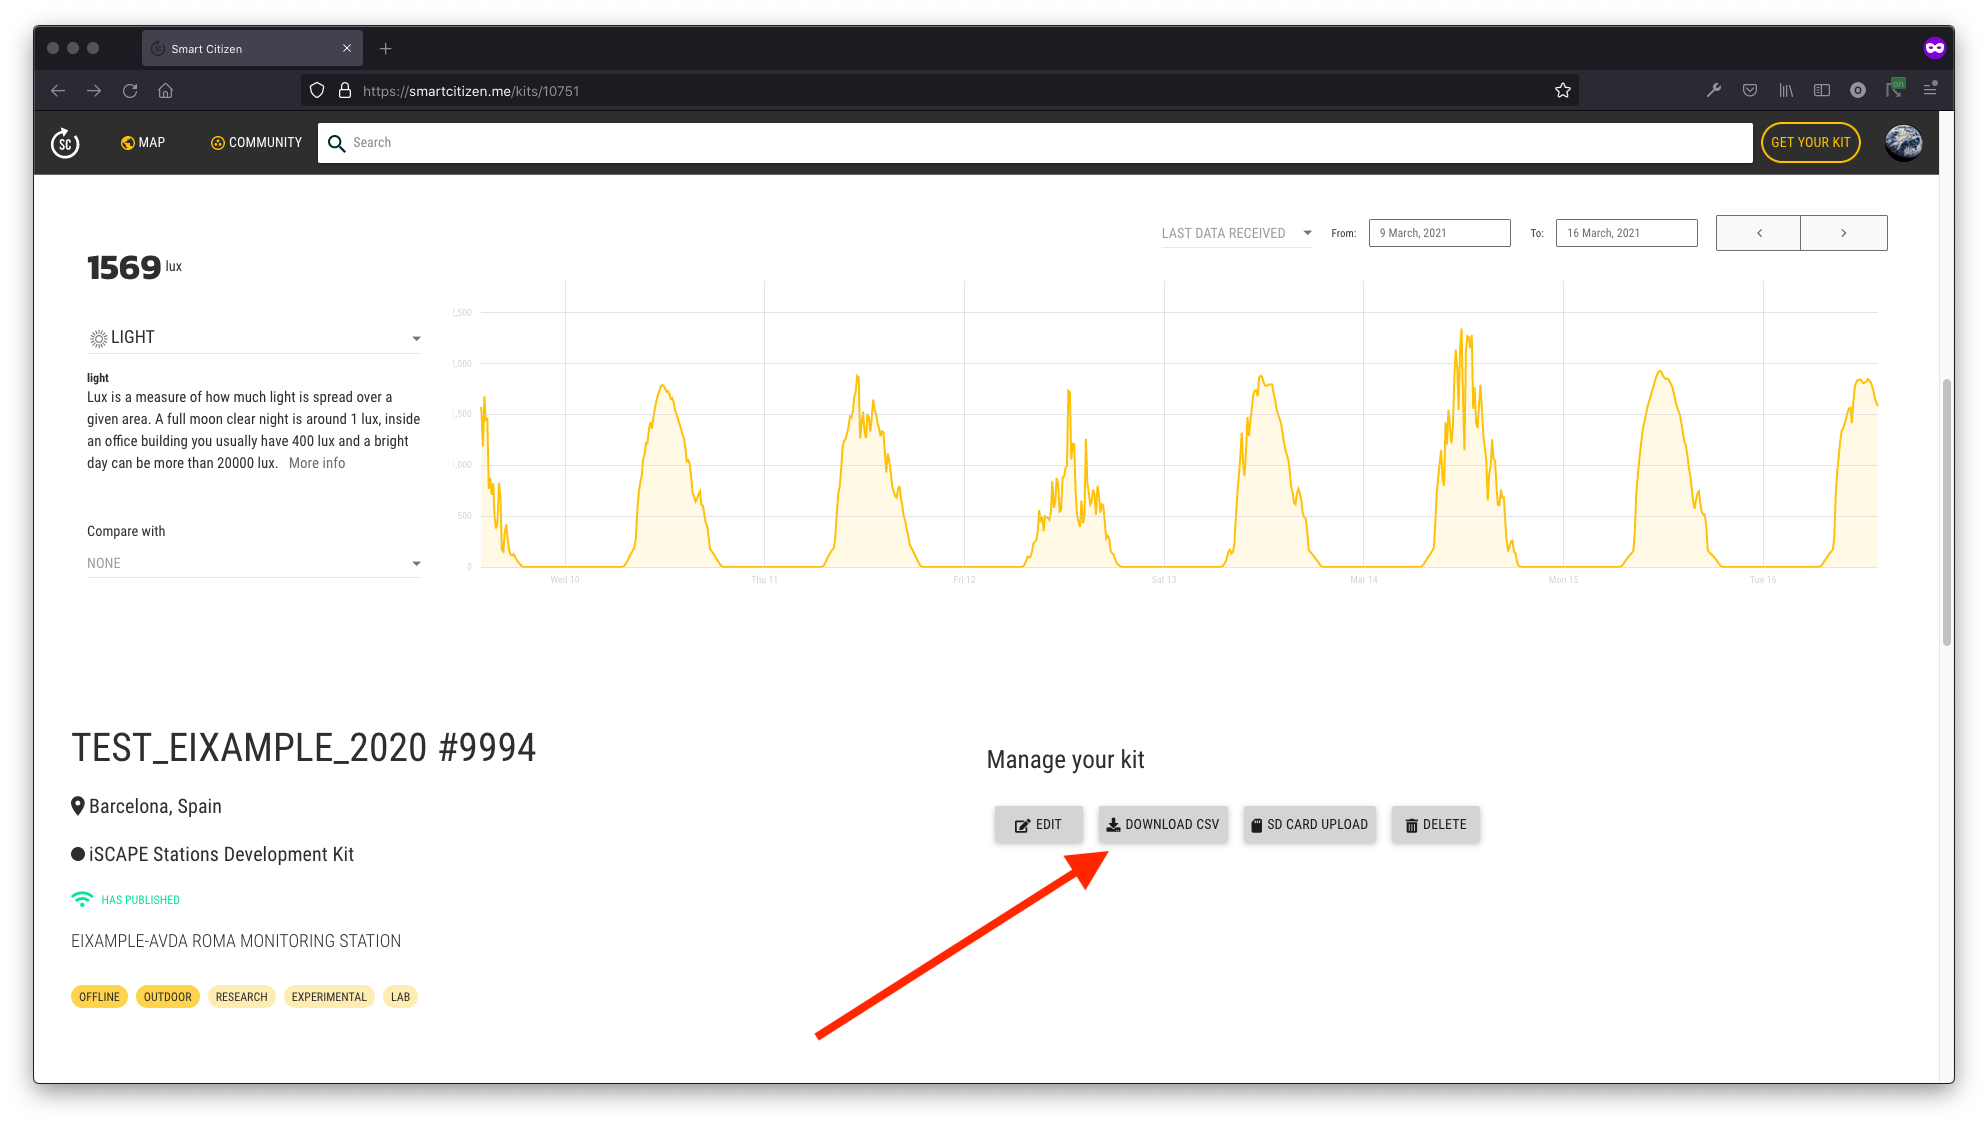 Smart Citizen
https://smartcitizen.me/kits/10751
on
SC
MAP
COMMUNITY
Search
GET YOUR KIT
LAST DATA RECEIVED
From:
9 March, 2021
To:
16 March, 2021
1569 lux
LIGHT
light
Lux is a measure of how much light is spread over a
given area. A full moon clear night is around 1 lux, inside
an office building you usually have 400 lux and a bright
day can be more than 20000 lux. More info
Compare with
NONE
2,500
2,000
1,500
1,000
500
0
Wed 10
Thu 11
Fri 12
Sat 13
Mar 14
Mon 15
Tue 16
TEST_EIXAMPLE_2020 #9994
Barcelona, Spain
iSCAPE Stations Development Kit
HAS PUBLISHED
EIXAMPLE-AVDA ROMA MONITORING STATION
OFFLINE
OUTDOOR
RESEARCH
EXPERIMENTAL
LAB
Manage your kit
EDIT
DOWNLOAD CSV
SD CARD UPLOAD
DELETE